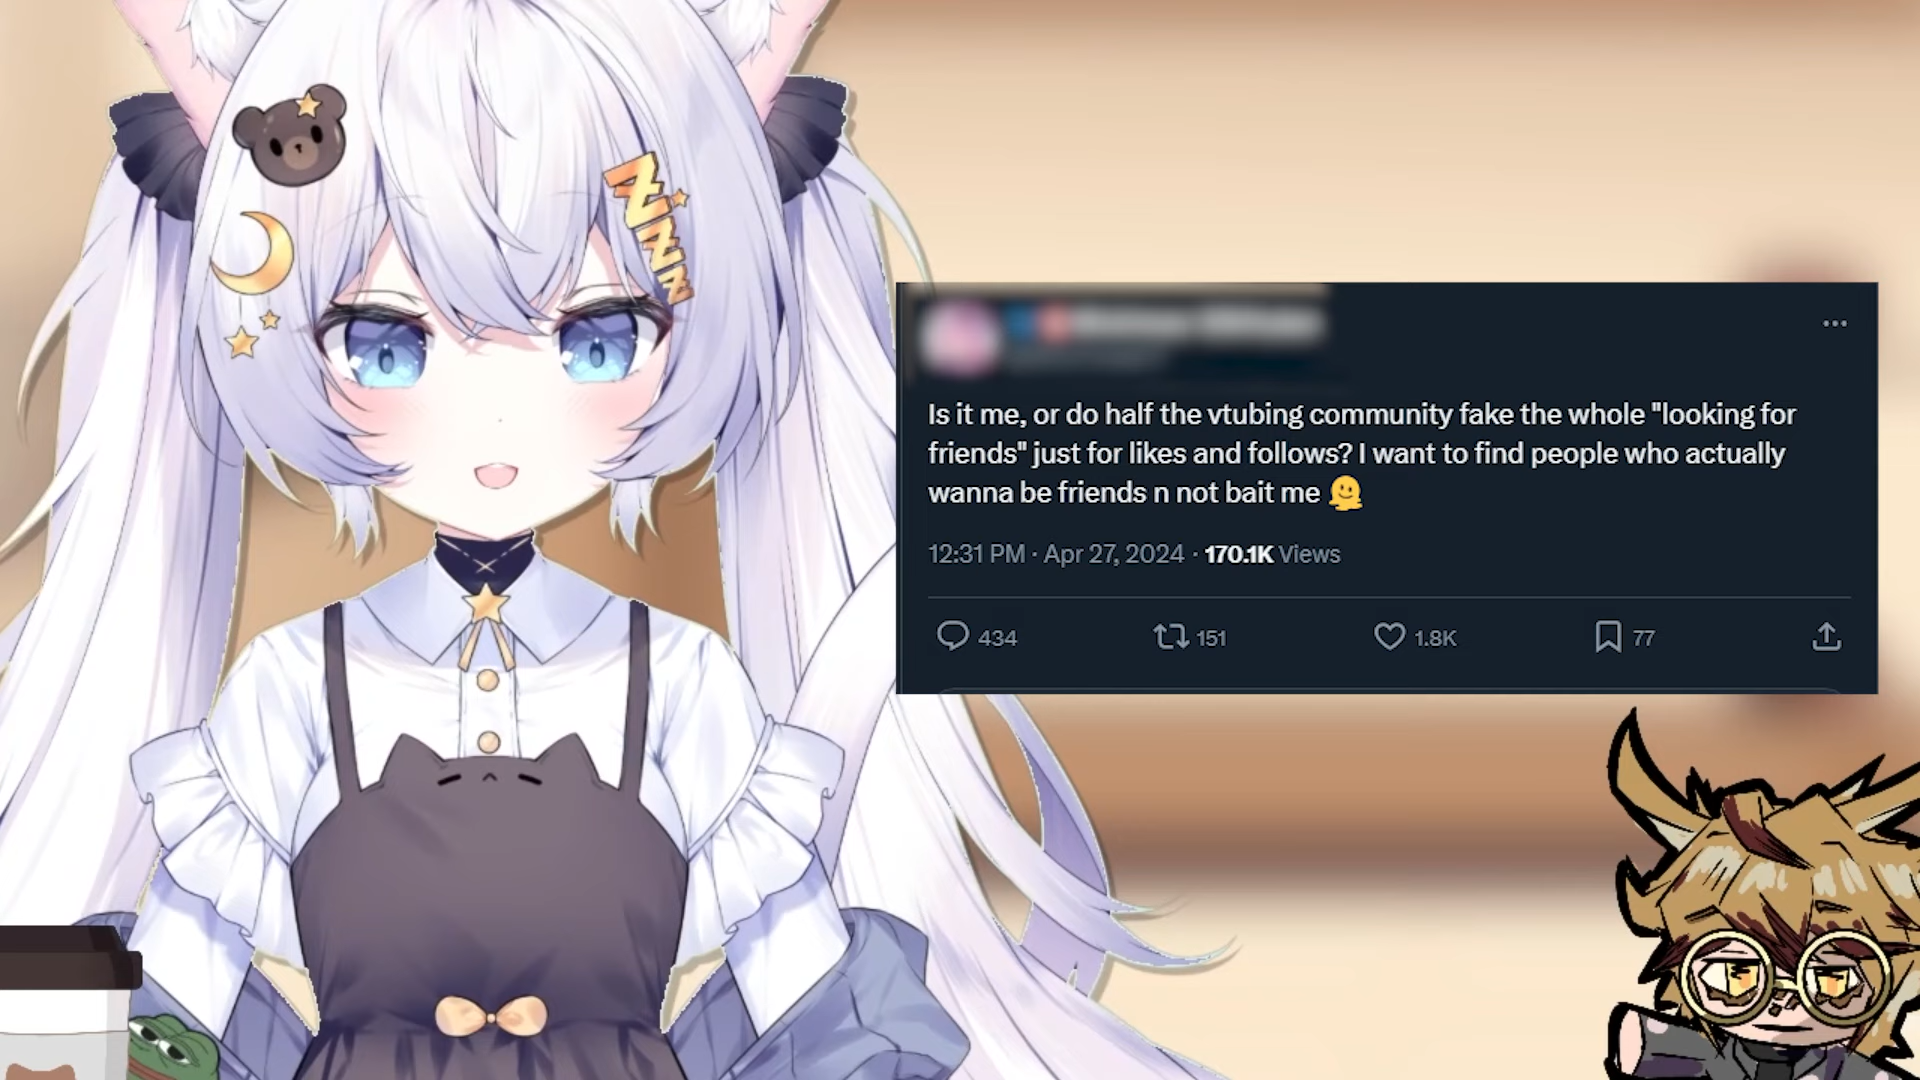 Z
Z
Z
Is it me, or do half the vtubing community fake the whole "looking for
friends" just for likes and follows? I want to find people who actually
wanna be friends n not bait me 🫠
12:31 PM · Apr 27, 2024 · 170.1K Views
434 151 1.8K 77